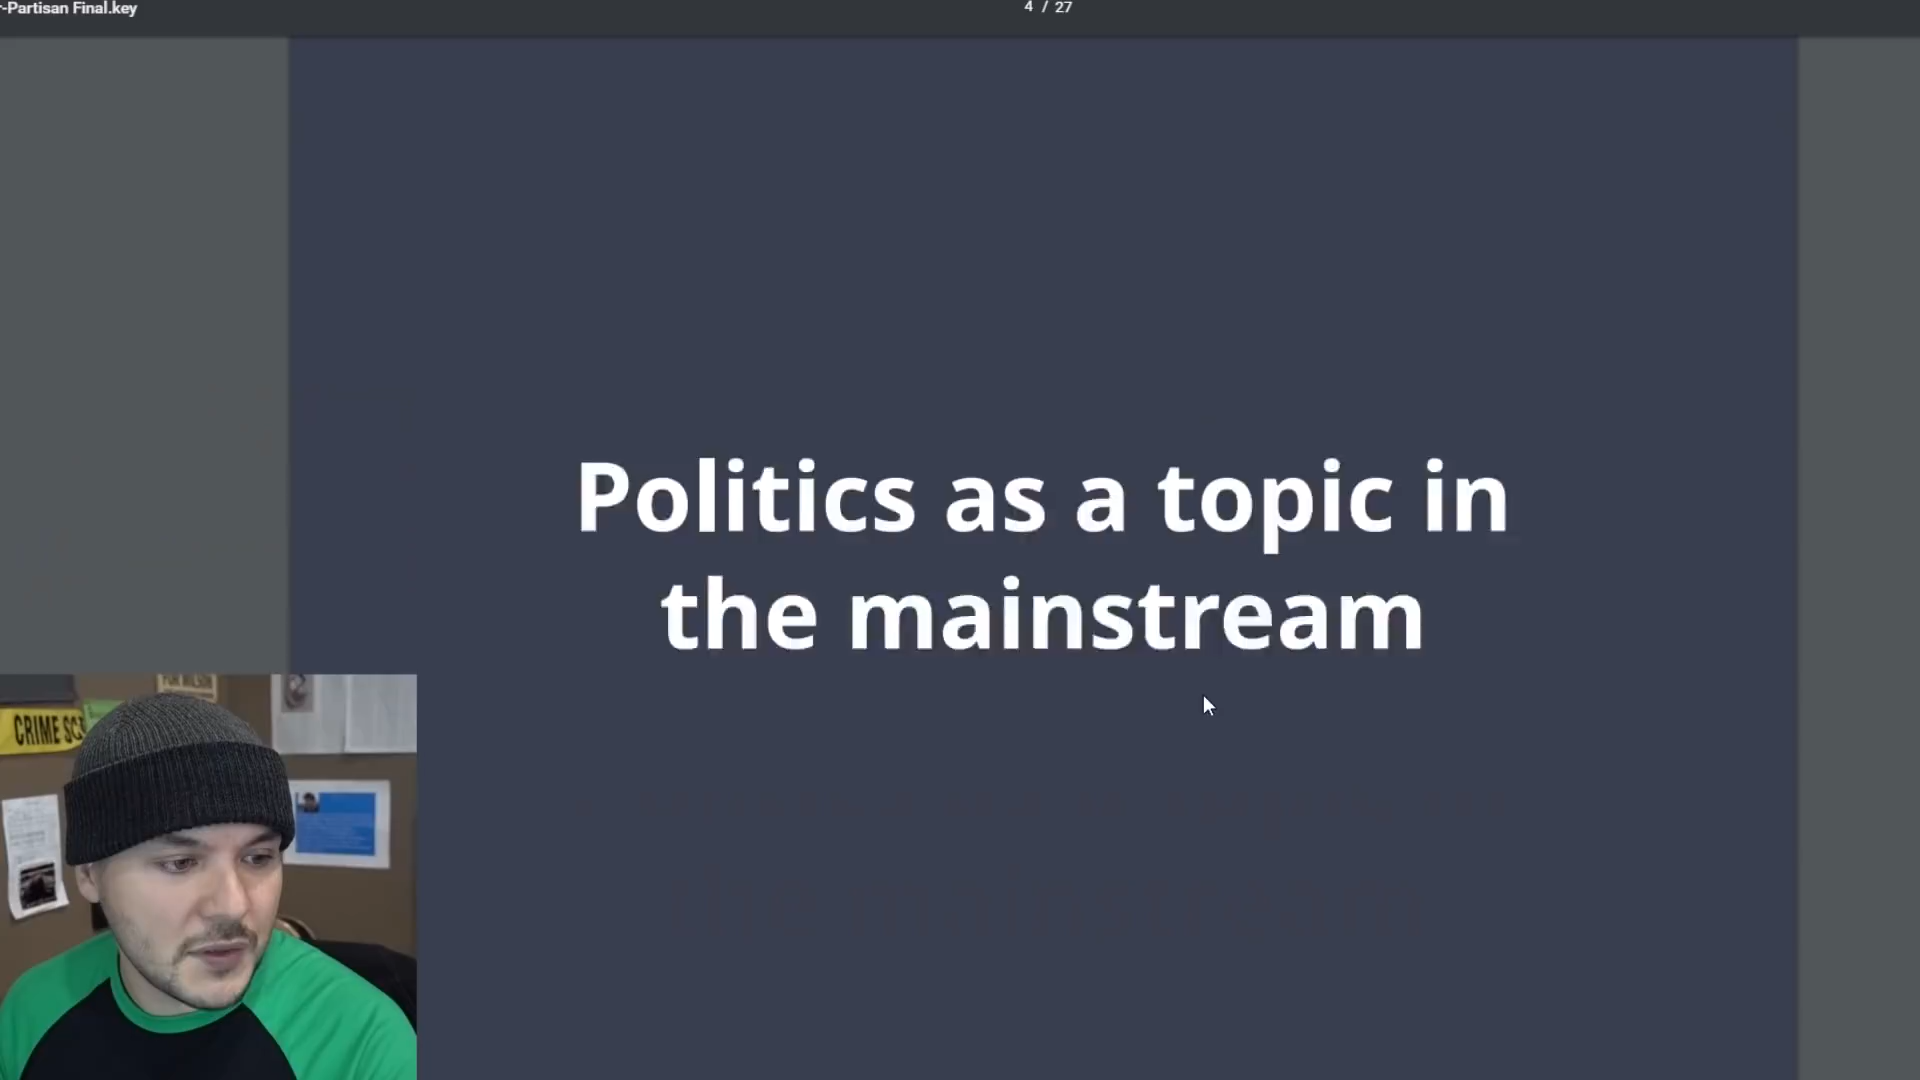 -Partisan Final.key
4 / 27
Politics as a topic in
the mainstream
CRIME SC